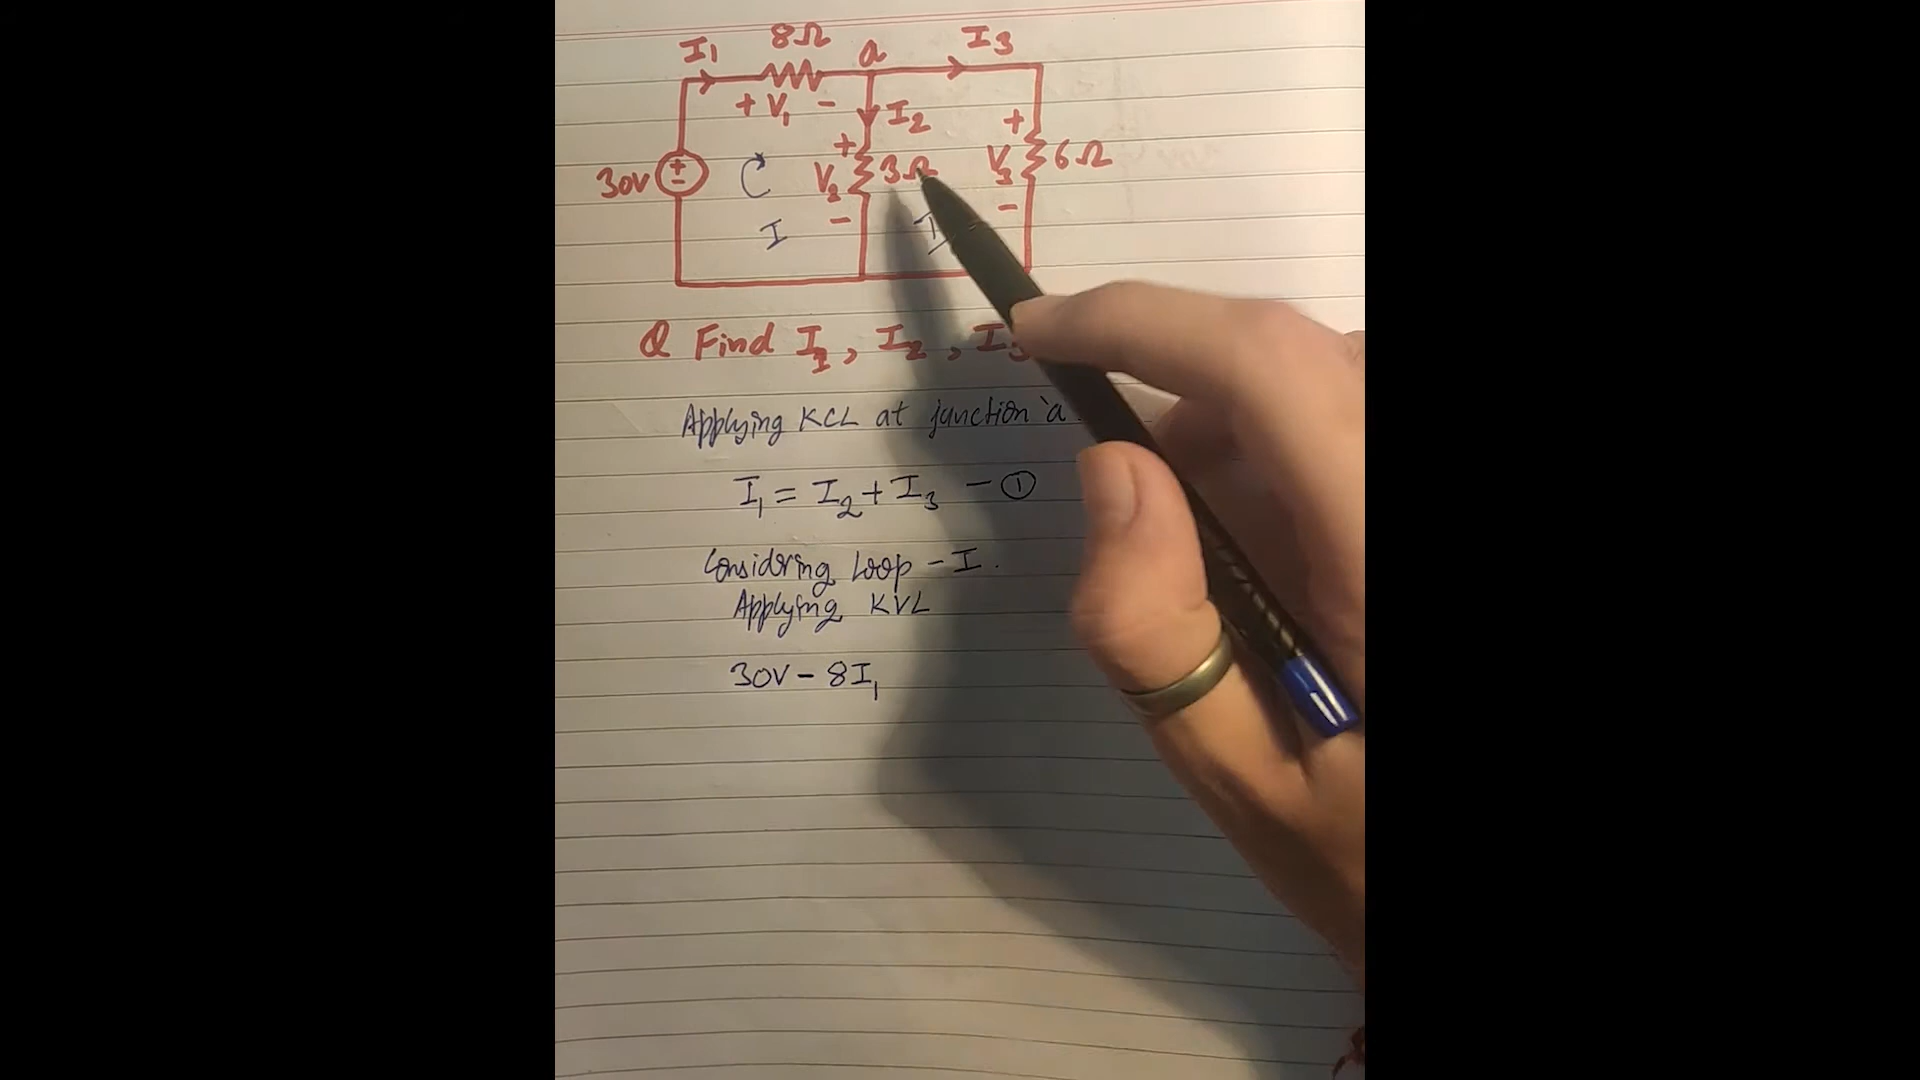 I1 8Ω a I3
+ V1 - I2
+ +
30V + - V2 3Ω V3 6Ω
- -
I
Q Find I1, I2, I3
Applying KCL at junction 'a
I1 = I2 + I3 - ①
Considering Loop - I.
Applying KVL
30V - 8I1